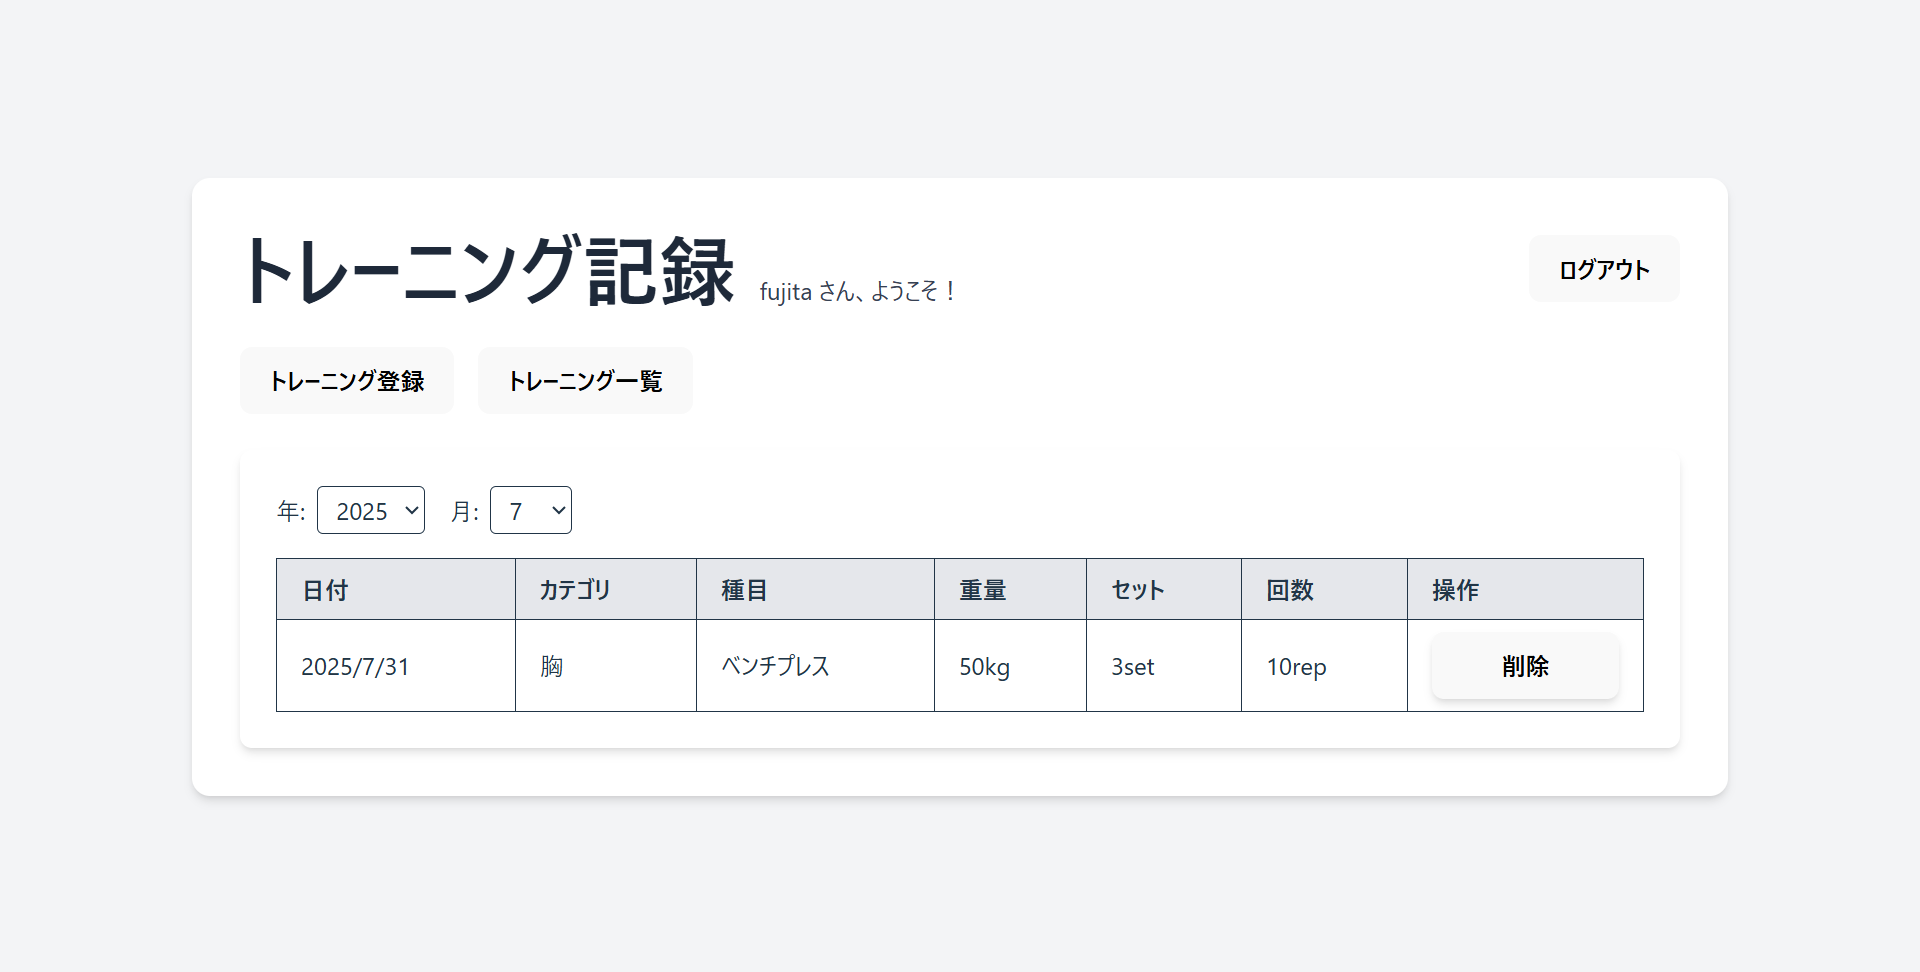 トレーニング記録 fujita さん、ようこそ！ ログアウト
トレーニング登録 トレーニング一覧
年: 2025 月: 7
日付 カテゴリ 種目 重量 セット 回数 操作
2025/7/31 胸 ベンチプレス 50kg 3set 10rep 削除